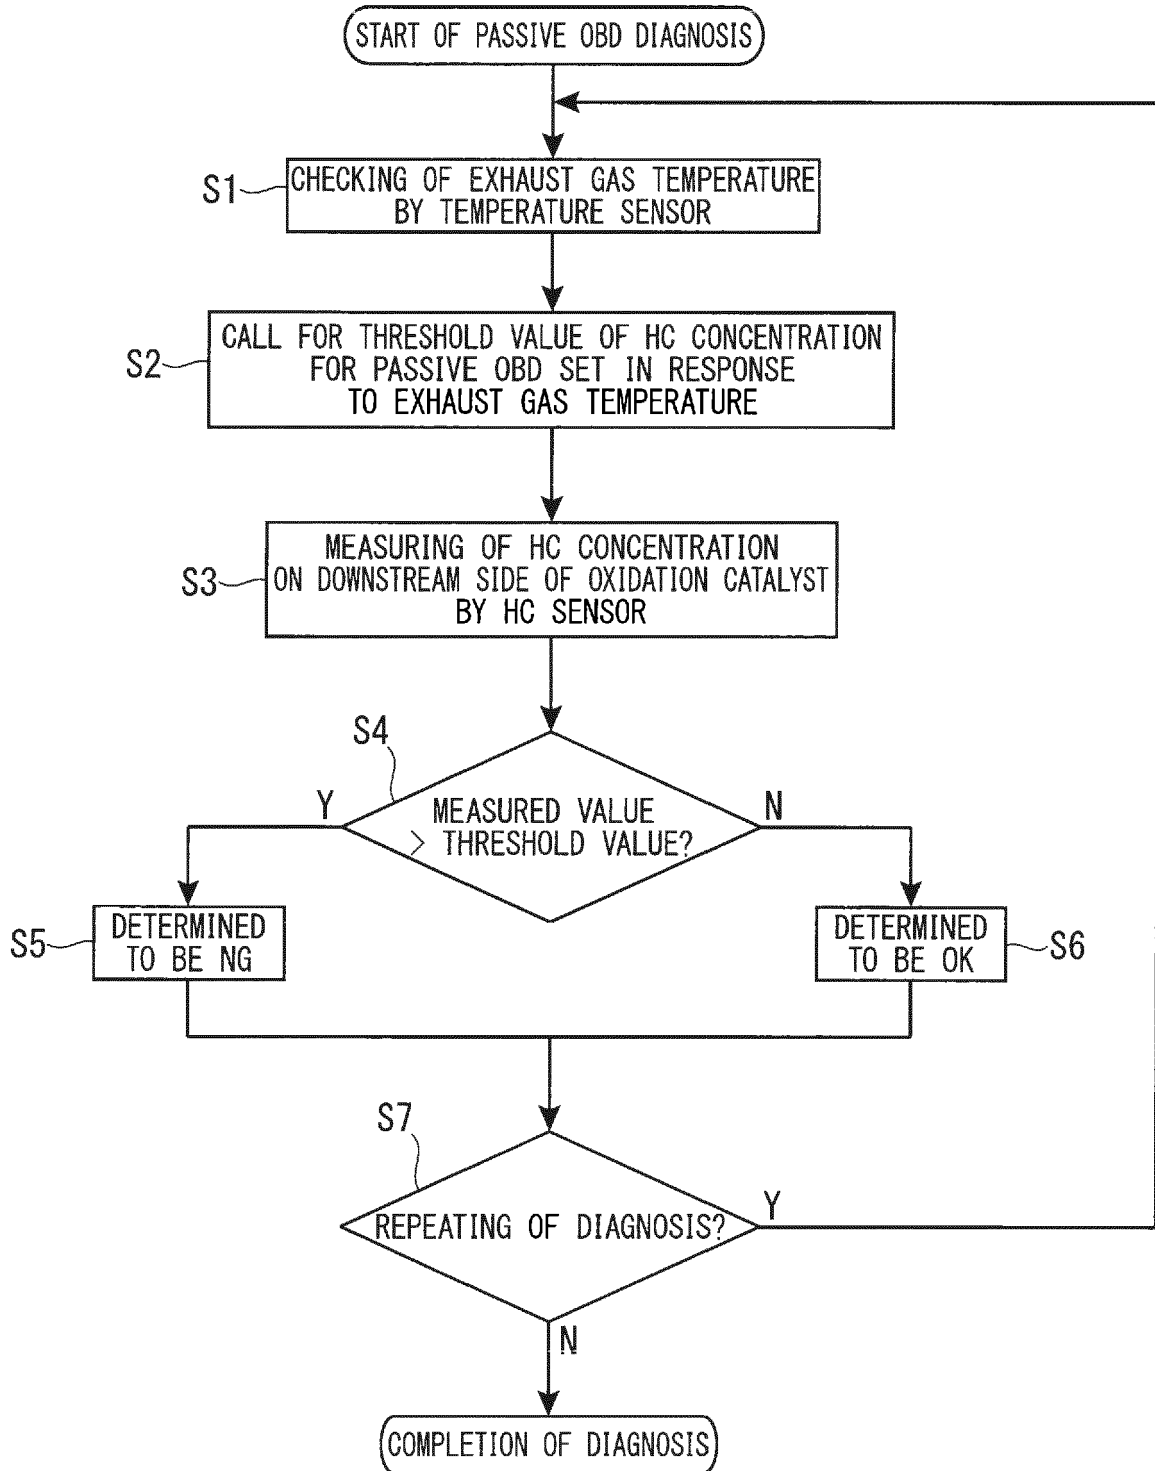 START OF PASSIVE OBD DIAGNOSIS
S1
CHECKING OF EXHAUST GAS TEMPERATURE
BY TEMPERATURE SENSOR
S2
CALL FOR THRESHOLD VALUE OF HC CONCENTRATION
FOR PASSIVE OBD SET IN RESPONSE
TO EXHAUST GAS TEMPERATURE
S3
MEASURING OF HC CONCENTRATION
ON DOWNSTREAM SIDE OF OXIDATION CATALYST
BY HC SENSOR
S4
MEASURED VALUE
> THRESHOLD VALUE?
Y
N
S5
DETERMINED
TO BE NG
DETERMINED
TO BE OK
S6
S7
REPEATING OF DIAGNOSIS?
Y
N
COMPLETION OF DIAGNOSIS